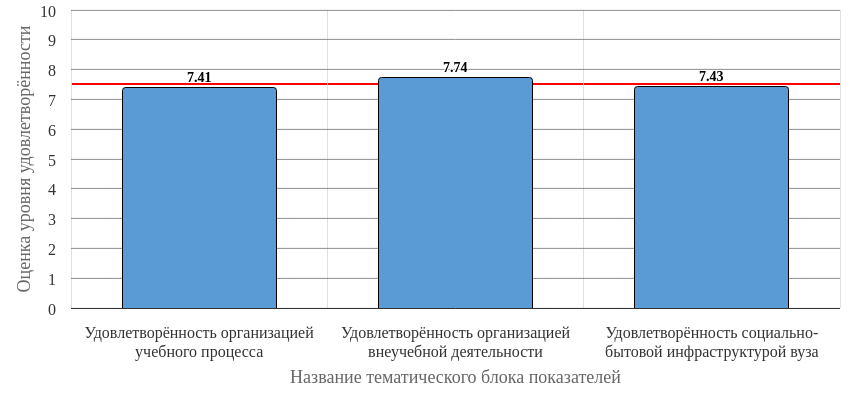 Оценка уровня удовлетворённости
10
9
8
7
6
5
4
3
2
1
0
7.41
7.74
7.43
Удовлетворённость организацией
учебного процесса
Удовлетворённость организацией
внеучебной деятельности
Удовлетворённость социально-
бытовой инфраструктурой вуза
Название тематического блока показателей